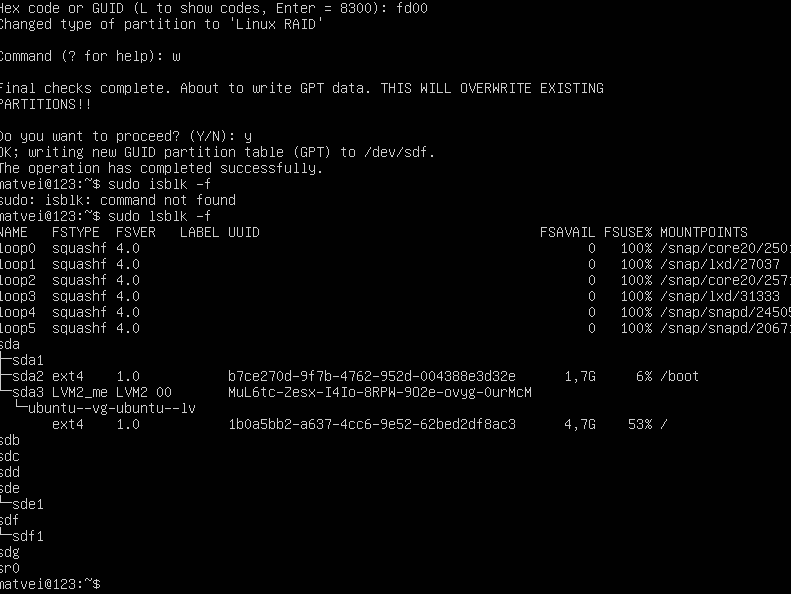 Hex code or GUID (L to show codes, Enter = 8300): fd00
Changed type of partition to 'Linux RAID'
Command (? for help): w
Final checks complete. About to write GPT data. THIS WILL OVERWRITE EXISTING
PARTITIONS!!
Do you want to proceed? (Y/N): y
OK; writing new GUID partition table (GPT) to /dev/sdf.
The operation has completed successfully.
matvei@123:~$ sudo isblk -f
sudo: isblk: command not found
matvei@123:~$ sudo lsblk -f
NAME FSTYPE FSVER LABEL UUID FSAVAIL FSUSE% MOUNTPOINTS
loop0 squashf 4.0 0 100% /snap/core20/2501
loop1 squashf 4.0 0 100% /snap/lxd/27037
loop2 squashf 4.0 0 100% /snap/core20/2571
loop3 squashf 4.0 0 100% /snap/lxd/31333
loop4 squashf 4.0 0 100% /snap/snapd/24505
loop5 squashf 4.0 0 100% /snap/snapd/20671
sda
├─sda1
├─sda2 ext4 1.0 b7ce270d-9f7b-4762-952d-004388e3d32e 1,7G 6% /boot
└─sda3 LVM2_me LVM2 00 MuL6tc-Zesx-I4Io-8RPW-9O2e-ovyg-OurMcM
└─ubuntu--vg-ubuntu--lv
ext4 1.0 1b0a5bb2-a637-4cc6-9e52-62bed2df8ac3 4,7G 53% /
sdb
sdc
sdd
sde
└─sde1
sdf
└─sdf1
sdg
sr0
matvei@123:~$